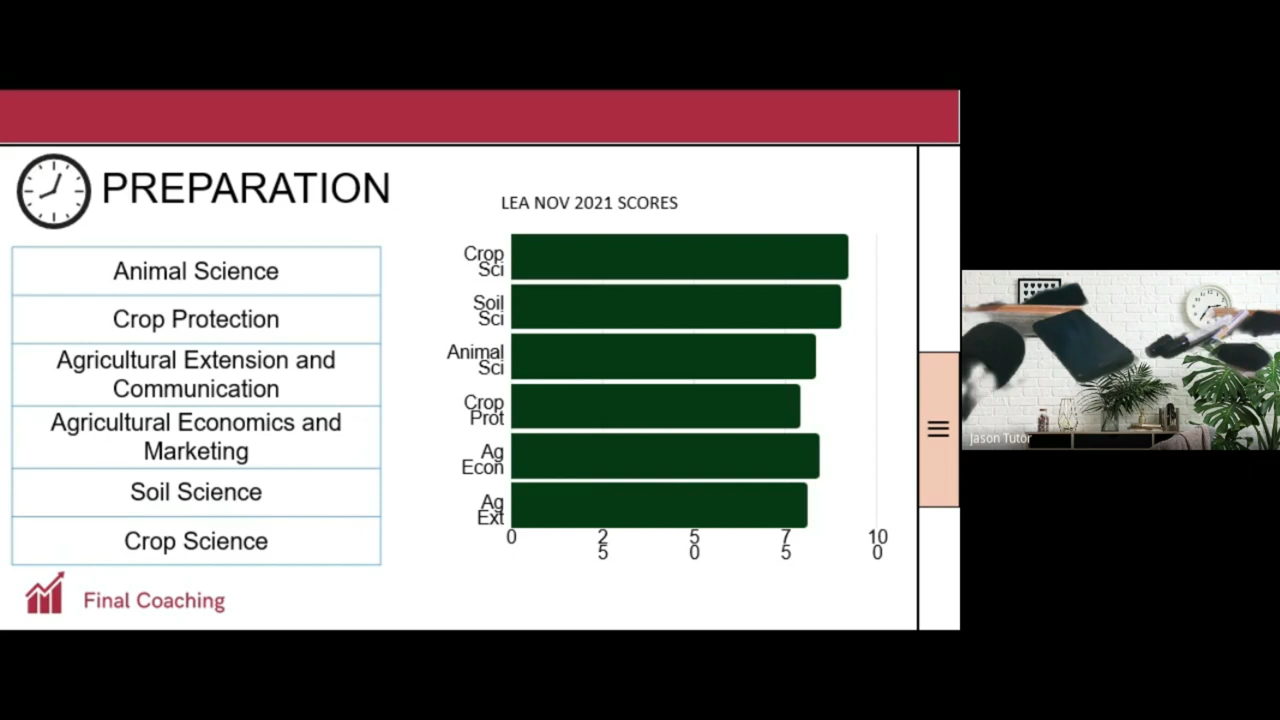 PREPARATION
Animal Science
Crop Protection
Agricultural Extension and
Communication
Agricultural Economics and
Marketing
Soil Science
Crop Science
Final Coaching
LEA NOV 2021 SCORES
Crop
Sci
Soil
Sci
Animal
Sci
Crop
Prot
Ag
Econ
Ag
Ext
0 2 5 7 10
5 0 5 0
Jason Tutor